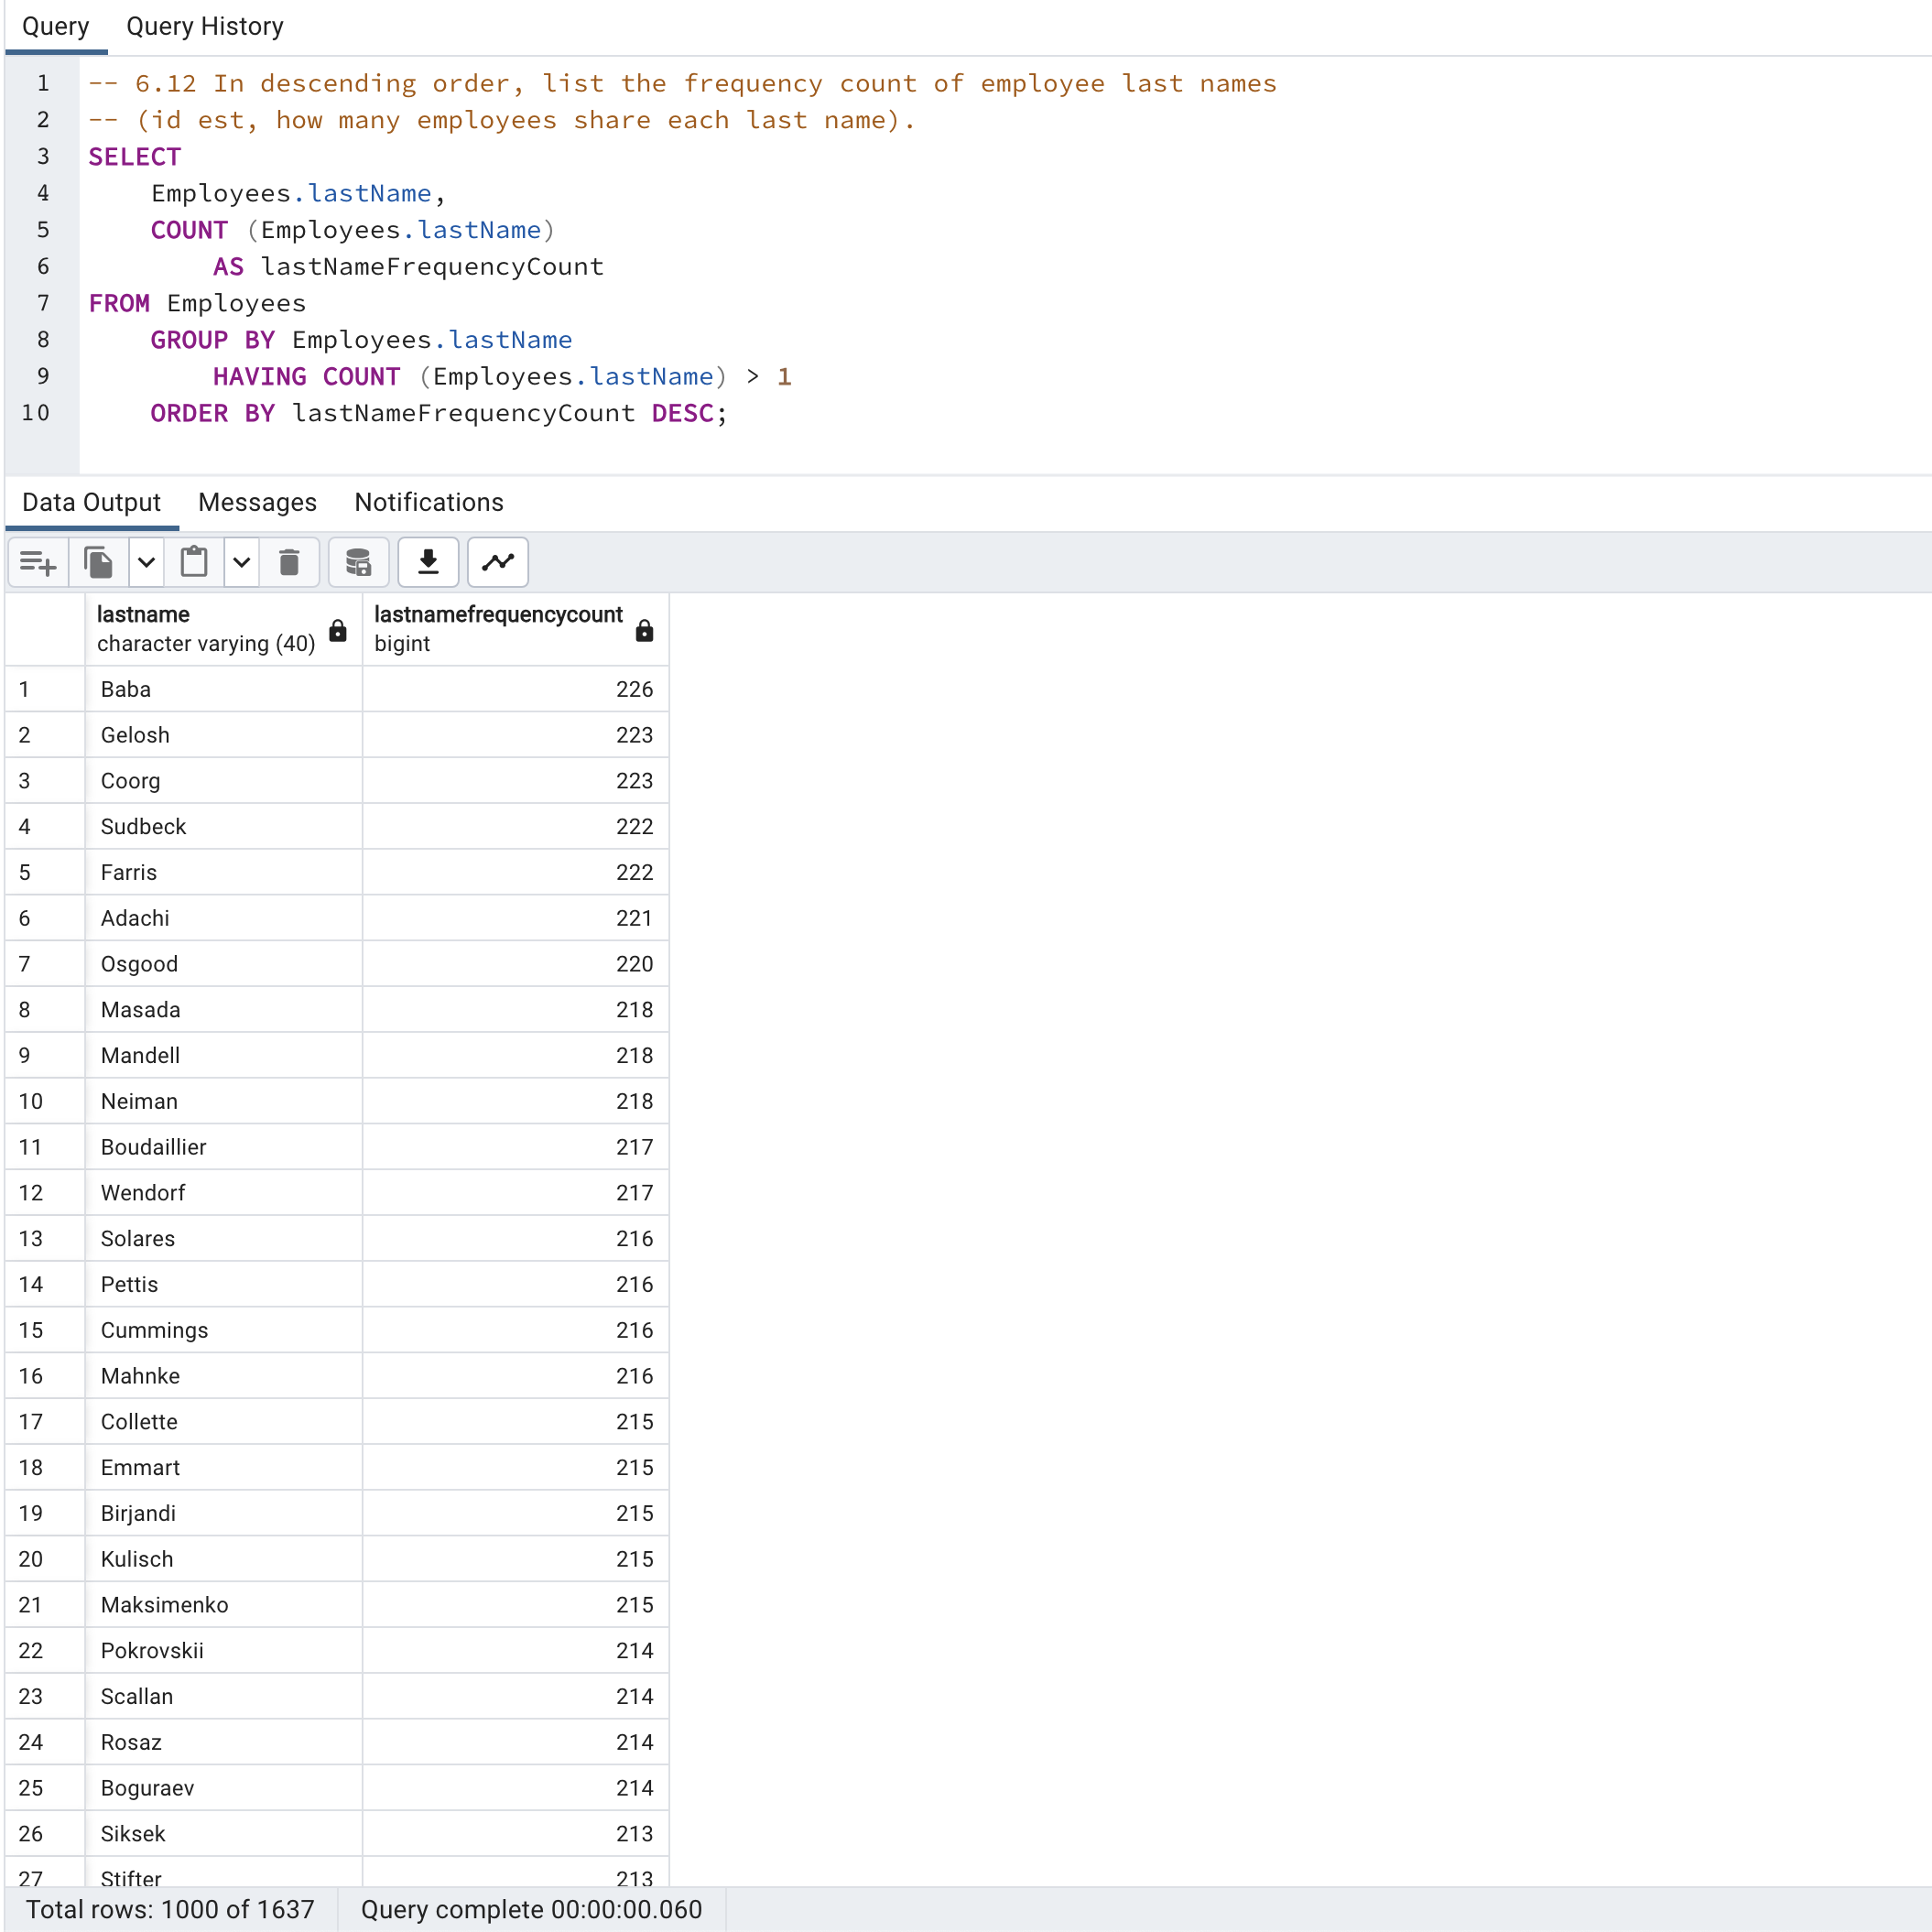 Query Query History
1 -- 6.12 In descending order, list the frequency count of employee last names
2 -- (id est, how many employees share each last name).
3 SELECT
4 Employees.lastName,
5 COUNT (Employees.lastName)
6 AS lastNameFrequencyCount
7 FROM Employees
8 GROUP BY Employees.lastName
9 HAVING COUNT (Employees.lastName) > 1
10 ORDER BY lastNameFrequencyCount DESC;
Data Output Messages Notifications
lastname lastnamefrequencycount
character varying (40) bigint
1 Baba 226
2 Gelosh 223
3 Coorg 223
4 Sudbeck 222
5 Farris 222
6 Adachi 221
7 Osgood 220
8 Masada 218
9 Mandell 218
10 Neiman 218
11 Boudaillier 217
12 Wendorf 217
13 Solares 216
14 Pettis 216
15 Cummings 216
16 Mahnke 216
17 Collette 215
18 Emmart 215
19 Birjandi 215
20 Kulisch 215
21 Maksimenko 215
22 Pokrovskii 214
23 Scallan 214
24 Rosaz 214
25 Boguraev 214
26 Siksek 213
27 Stifter 213
Total rows: 1000 of 1637 Query complete 00:00:00.060